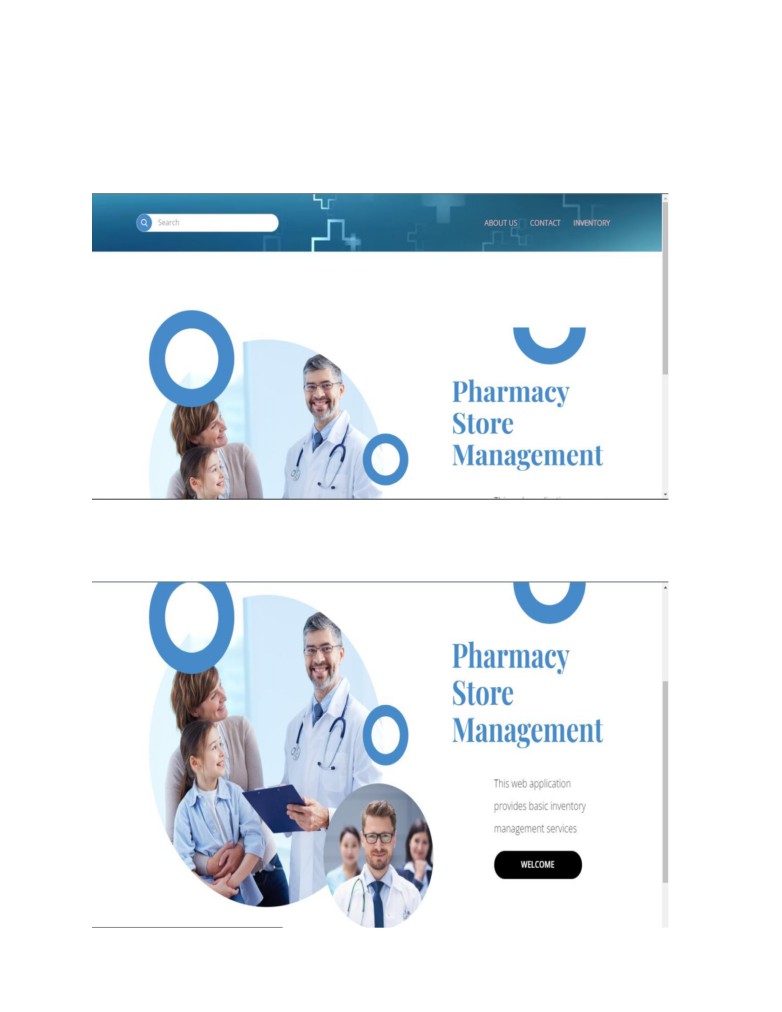 Search
ABOUT US
CONTACT
INVENTORY
Pharmacy
Store
Management
Pharmacy
Store
Management
This web application
provides basic inventory
management services
WELCOME